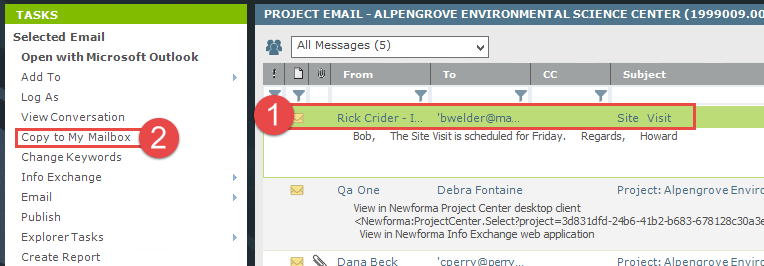 TASKS
Selected Email
Open with Microsoft Outlook
Add To
Log As
View Conversation
Copy to My Mailbox
2
Change Keywords
Info Exchange
Email
Publish
Explorer Tasks
Create Report
PROJECT EMAIL - ALPENGROVE ENVIRONMENTAL SCIENCE CENTER (1999009.00
All Messages (5)
! From To CC Subject
1
Rick Crider - I... 'bwelder@ma... Site Visit
Bob, The Site Visit is scheduled for Friday. Regards, Howard
Qa One Debra Fontaine Project: Alpengrove Enviro
View in Newforma Project Center desktop client
<Newforma:ProjectCenter.Select?project=3d831dfd-24b6-41b2-b683-678128c30a3e
View in Newforma Info Exchange web application
Dana Beck 'cperry@perry... Project: Alpengrove Enviro